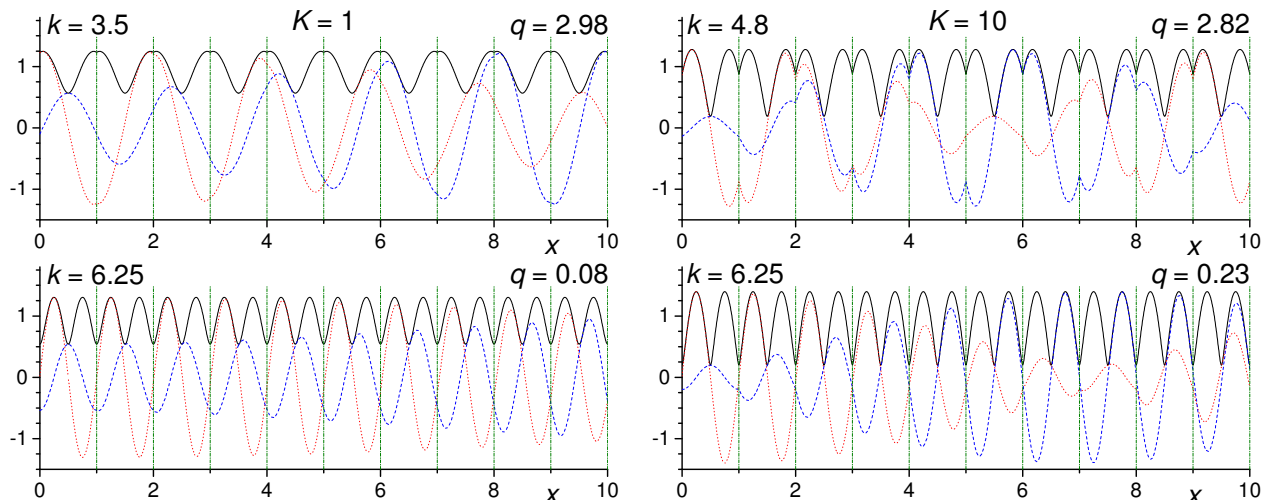 k = 3.5 K = 1 q = 2.98
1
0
-1
0 2 4 6 8 x 10
k = 4.8 K = 10 q = 2.82
1
0
-1
0 2 4 6 8 x 10
k = 6.25 q = 0.08
1
0
-1
0 2 4 6 8 x 10
k = 6.25 q = 0.23
1
0
-1
0 2 4 6 8 x 10